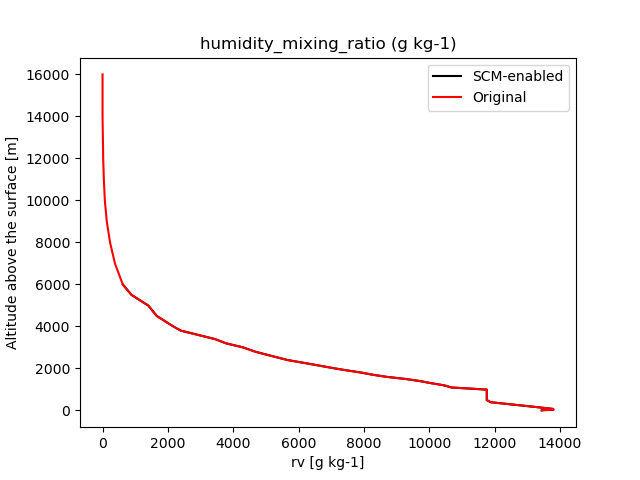 humidity_mixing_ratio (g kg-1)
SCM-enabled
Original
Altitude above the surface [m]
16000
14000
12000
10000
8000
6000
4000
2000
0
0 2000 4000 6000 8000 10000 12000 14000
rv [g kg-1]